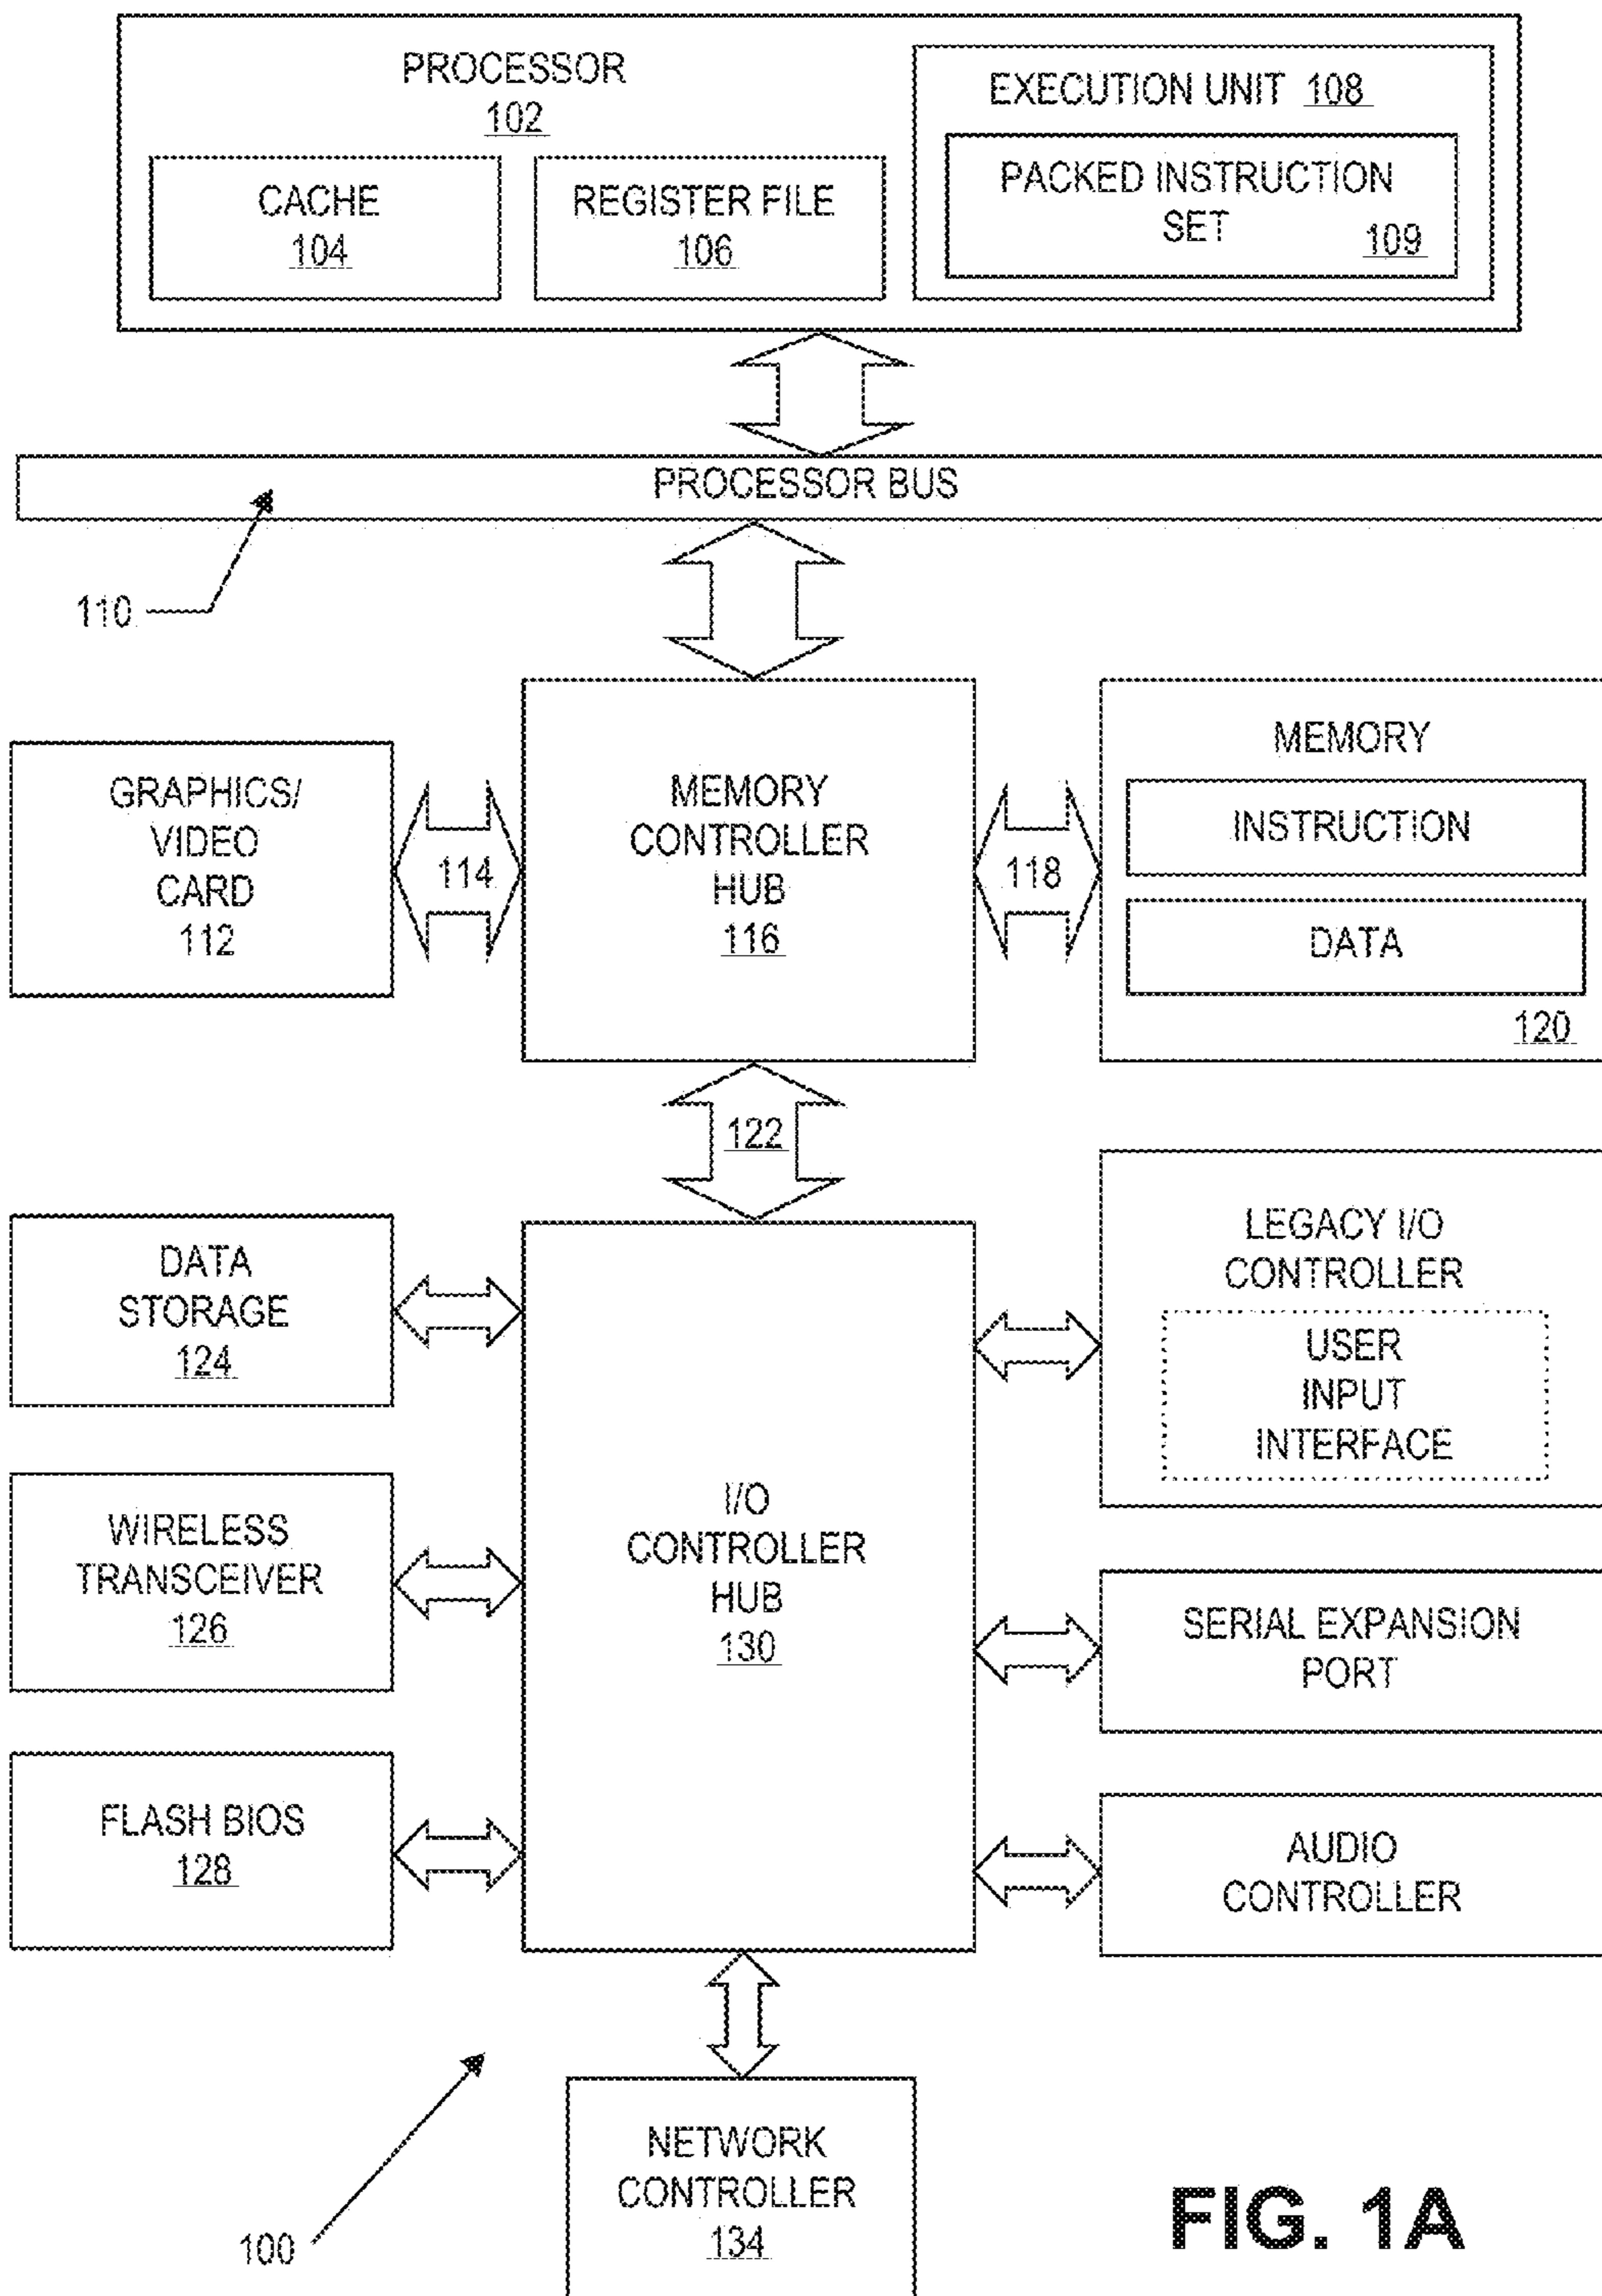 PROCESSOR
102
CACHE
104
REGISTER FILE
106
EXECUTION UNIT 108
PACKED INSTRUCTION
SET 109
PROCESSOR BUS
110
GRAPHICS/
VIDEO
CARD
112
114
MEMORY
CONTROLLER
HUB
116
118
MEMORY
INSTRUCTION
DATA
120
122
DATA
STORAGE
124
WIRELESS
TRANSCEIVER
126
FLASH BIOS
128
I/O
CONTROLLER
HUB
130
LEGACY I/O
CONTROLLER
USER
INPUT
INTERFACE
SERIAL EXPANSION
PORT
AUDIO
CONTROLLER
NETWORK
CONTROLLER
134
100
FIG. 1A